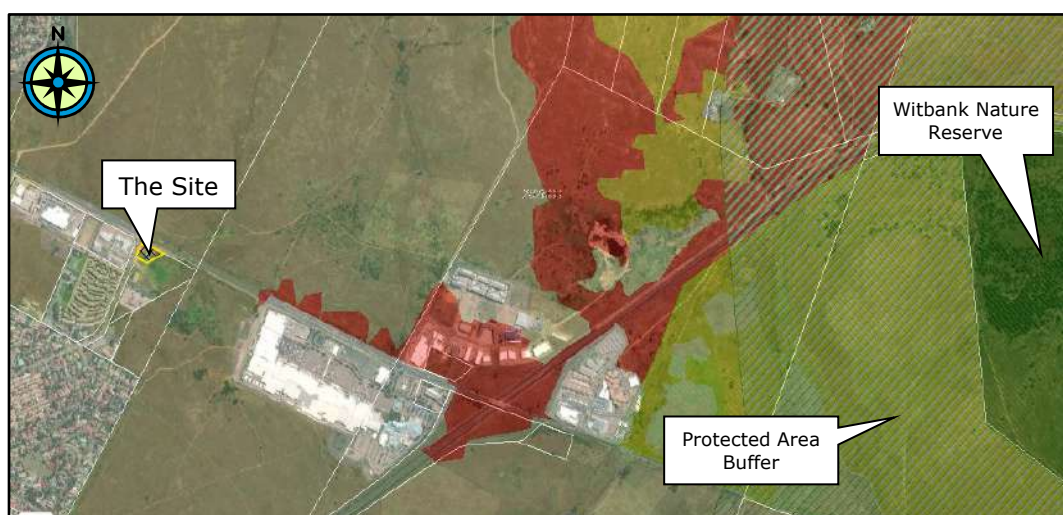 N
The Site
Witbank Nature
Reserve
Protected Area
Buffer